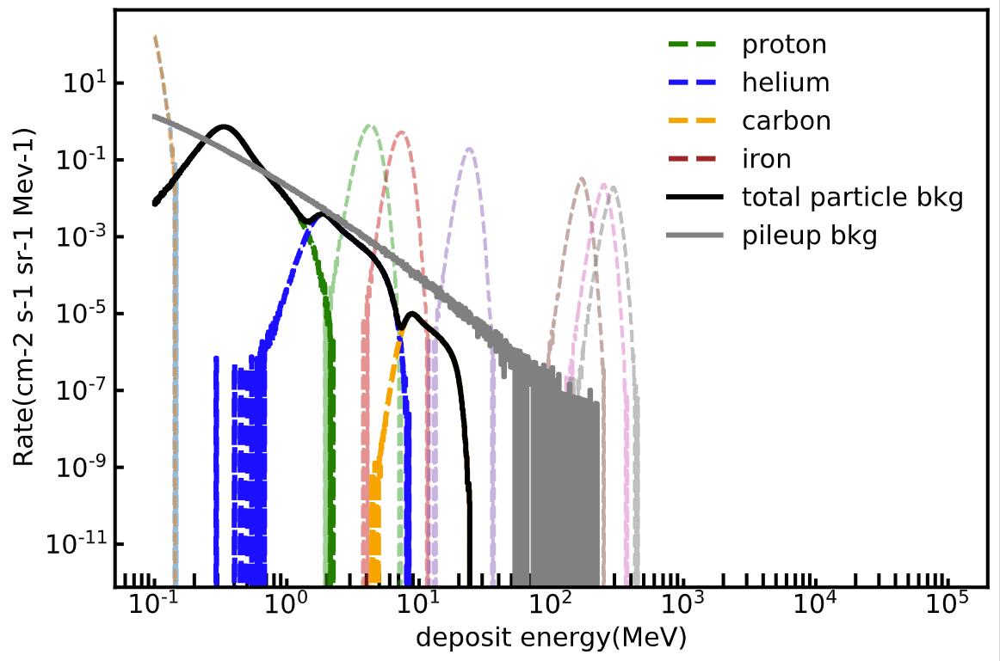 proton
helium
carbon
iron
total particle bkg
pileup bkg
Rate(cm-2 s-1 sr-1 Mev-1)
10^1
10^-1
10^-3
10^-5
10^-7
10^-9
10^-11
10^-1 10^0 10^1 10^2 10^3 10^4 10^5
deposit energy(MeV)